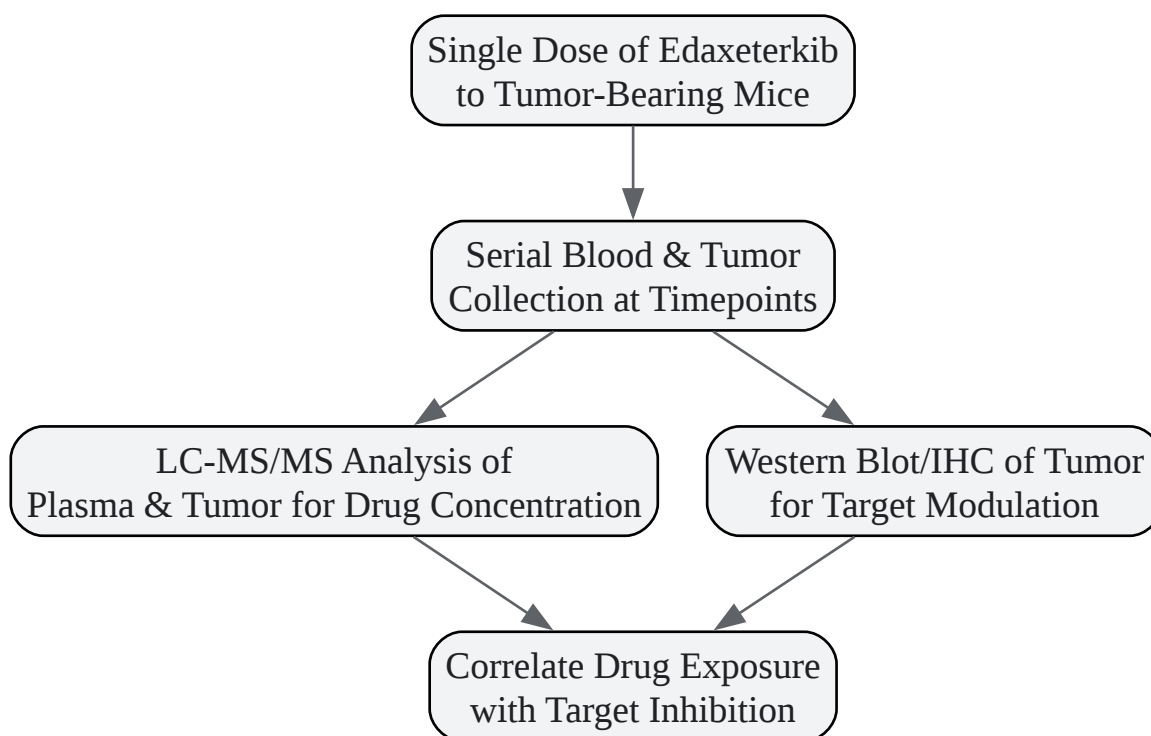 Single Dose of Edaxeterkib
to Tumor-Bearing Mice
Serial Blood & Tumor
Collection at Timepoints
LC-MS/MS Analysis of
Plasma & Tumor for Drug Concentration
Western Blot/IHC of Tumor
for Target Modulation
Correlate Drug Exposure
with Target Inhibition